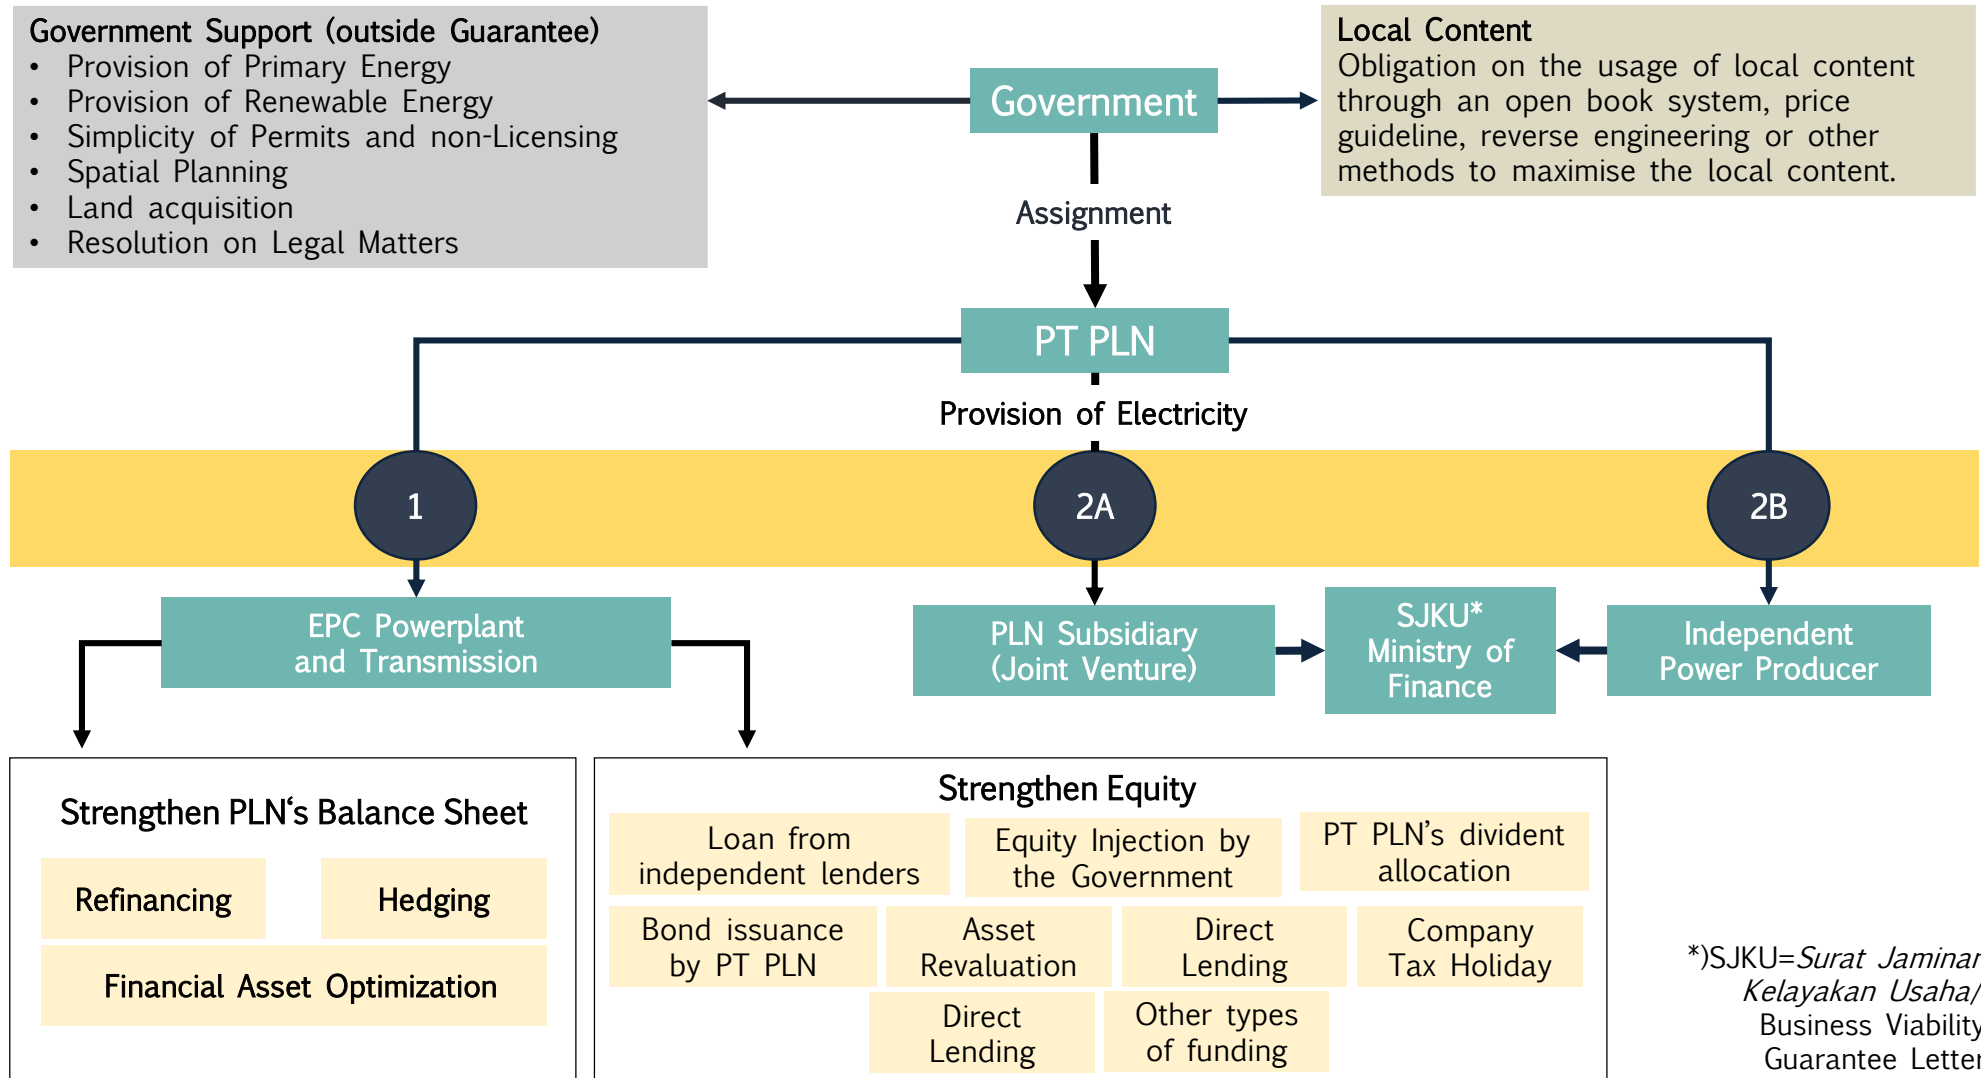 Government Support (outside Guarantee)
• Provision of Primary Energy
• Provision of Renewable Energy
• Simplicity of Permits and non-Licensing
• Spatial Planning
• Land acquisition
• Resolution on Legal Matters
Government
Local Content
Obligation on the usage of local content
through an open book system, price
guideline, reverse engineering or other
methods to maximise the local content.
Assignment
PT PLN
Provision of Electricity
1
2A
2B
EPC Powerplant
and Transmission
PLN Subsidiary
(Joint Venture)
SJKU*
Ministry of
Finance
Independent
Power Producer
Strengthen PLN‘s Balance Sheet
Refinancing
Hedging
Financial Asset Optimization
Strengthen Equity
Loan from
independent lenders
Equity Injection by
the Government
PT PLN’s divident
allocation
Bond issuance
by PT PLN
Asset
Revaluation
Direct
Lending
Company
Tax Holiday
Direct
Lending
Other types
of funding
*)SJKU=Surat Jaminan
Kelayakan Usaha/
Business Viability
Guarantee Letter